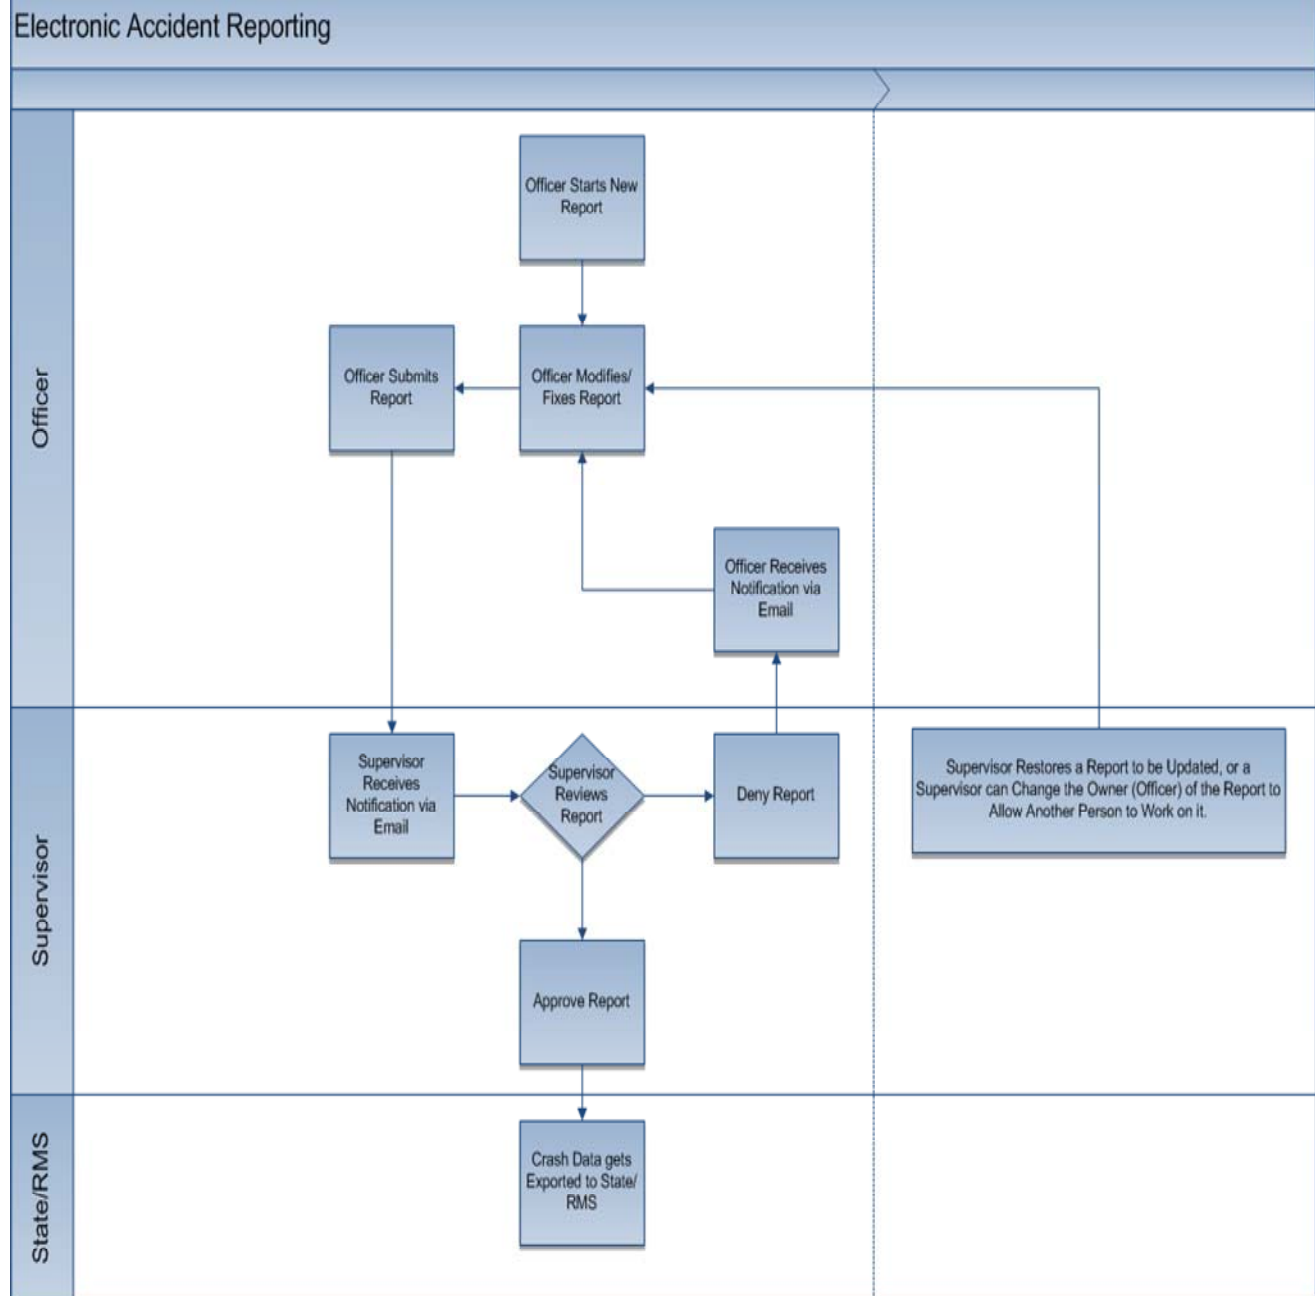 Electronic Accident Reporting
Officer
Officer Starts New
Report
Officer Submits
Report
Officer Modifies/
Fixes Report
Officer Receives
Notification via
Email
Supervisor
Supervisor
Receives
Notification via
Email
Supervisor
Reviews
Report
Deny Report
Supervisor Restores a Report to be Updated, or a
Supervisor can Change the Owner (Officer) of the Report to
Allow Another Person to Work on it.
Approve Report
State/RMS
Crash Data gets
Exported to State/
RMS